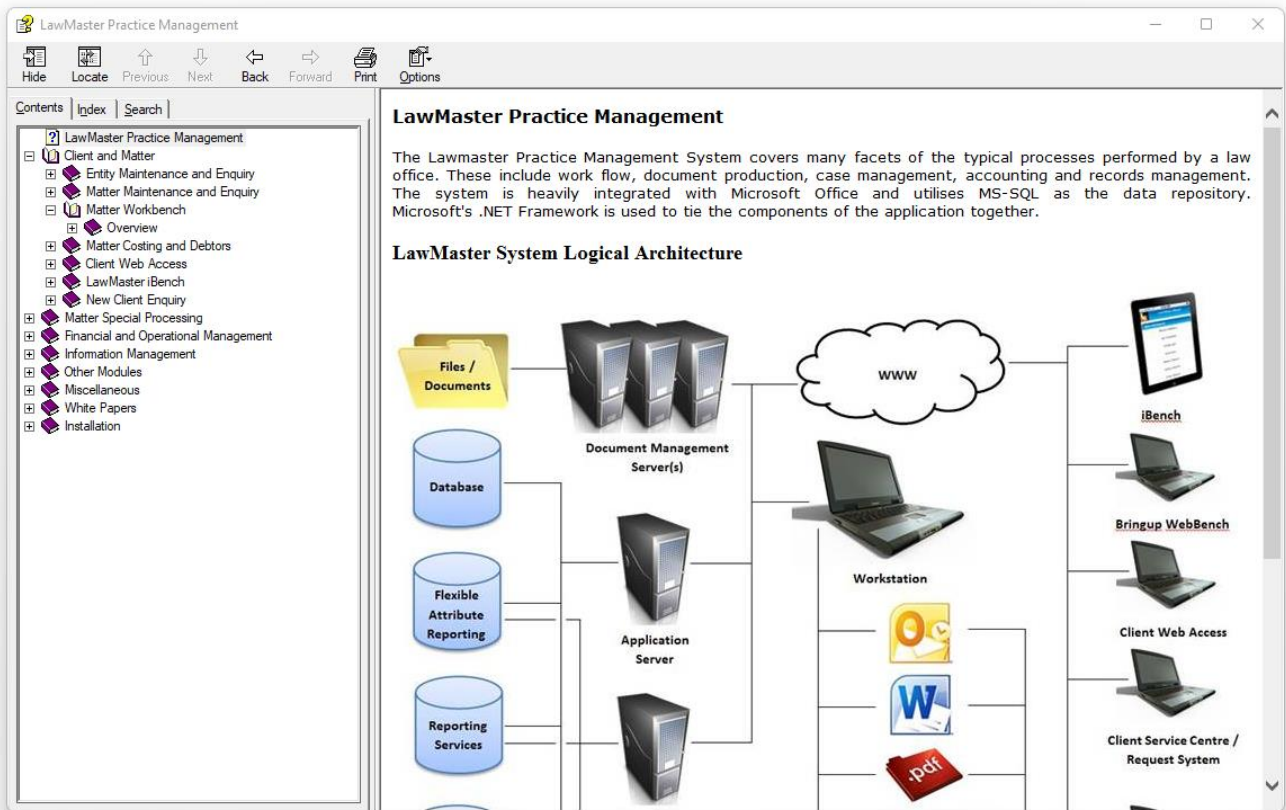 LawMaster Practice Management
Hide Locate Previous Next Back Forward Print Options
Contents Index Search
LawMaster Practice Management
Client and Matter
Entity Maintenance and Enquiry
Matter Maintenance and Enquiry
Matter Workbench
Overview
Matter Costing and Debtors
Client Web Access
LawMaster iBench
New Client Enquiry
Matter Special Processing
Financial and Operational Management
Information Management
Other Modules
Miscellaneous
White Papers
Installation
LawMaster Practice Management
The Lawmaster Practice Management System covers many facets of the typical processes performed by a law
office. These include work flow, document production, case management, accounting and records management.
The system is heavily integrated with Microsoft Office and utilises MS-SQL as the data repository.
Microsoft's .NET Framework is used to tie the components of the application together.
LawMaster System Logical Architecture
Files /
Documents
Document Management
Server(s)
WWW
iBench
Database
Bringup WebBench
Workstation
Flexible
Attribute
Reporting
Application
Server
Client Web Access
Reporting
Services
.pdf
Client Service Centre /
Request System